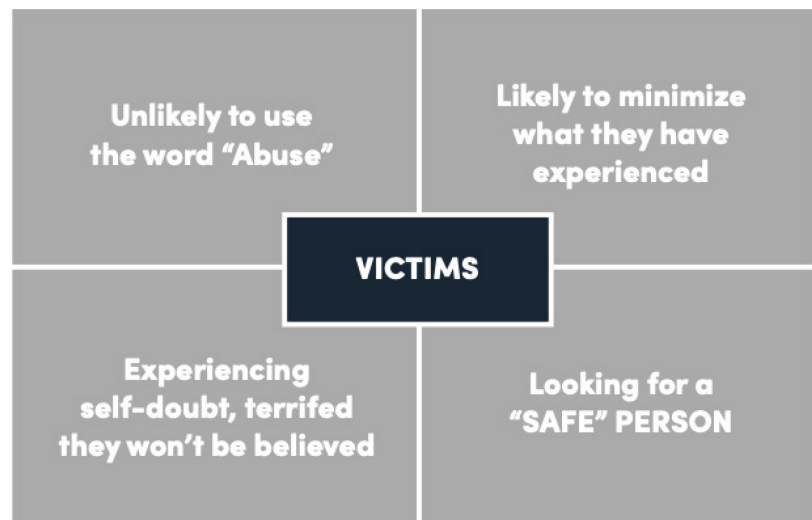 Unlikely to use
the word “Abuse”
Likely to minimize
what they have
experienced
VICTIMS
Experiencing
self-doubt, terrifed
they won’t be believed
Looking for a
“SAFE” PERSON